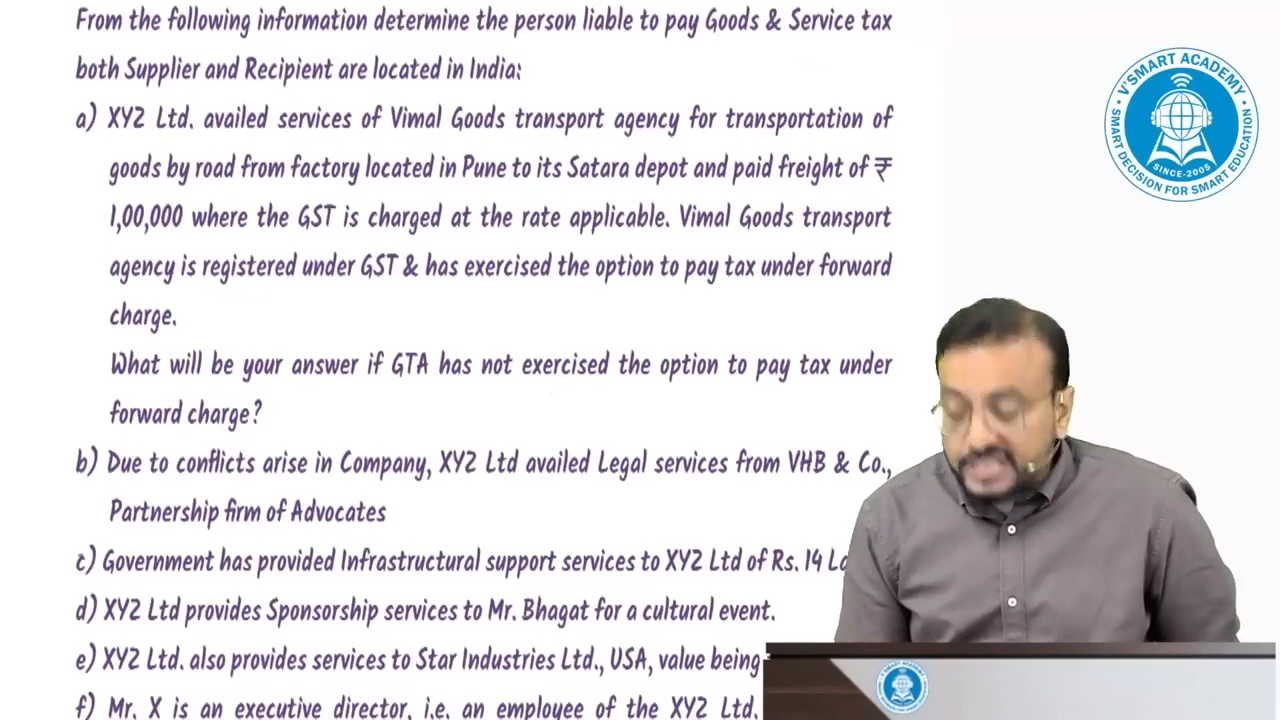 From the following information determine the person liable to pay Goods & Service tax
both Supplier and Recipient are located in India:
a) XYZ Ltd. availed services of Vimal Goods transport agency for transportation of
goods by road from factory located in Pune to its Satara depot and paid freight of ₹
1,00,000 where the GST is charged at the rate applicable. Vimal Goods transport
agency is registered under GST & has exercised the option to pay tax under forward
charge.
What will be your answer if GTA has not exercised the option to pay tax under
forward charge?
b) Due to conflicts arise in Company, XYZ Ltd availed Legal services from VHB & Co.,
Partnership firm of Advocates
c) Government has provided Infrastructural support services to XYZ Ltd of Rs. 14
d) XYZ Ltd provides Sponsorship services to Mr. Bhagat for a cultural event.
e) XYZ Ltd. also provides services to Star Industries Ltd., USA, value being
f) Mr. X is an executive director, i.e. an employee of the XYZ Ltd.
V'SMART ACADEMY
SINCE-2005
SMART DECISION FOR SMART EDUCATION